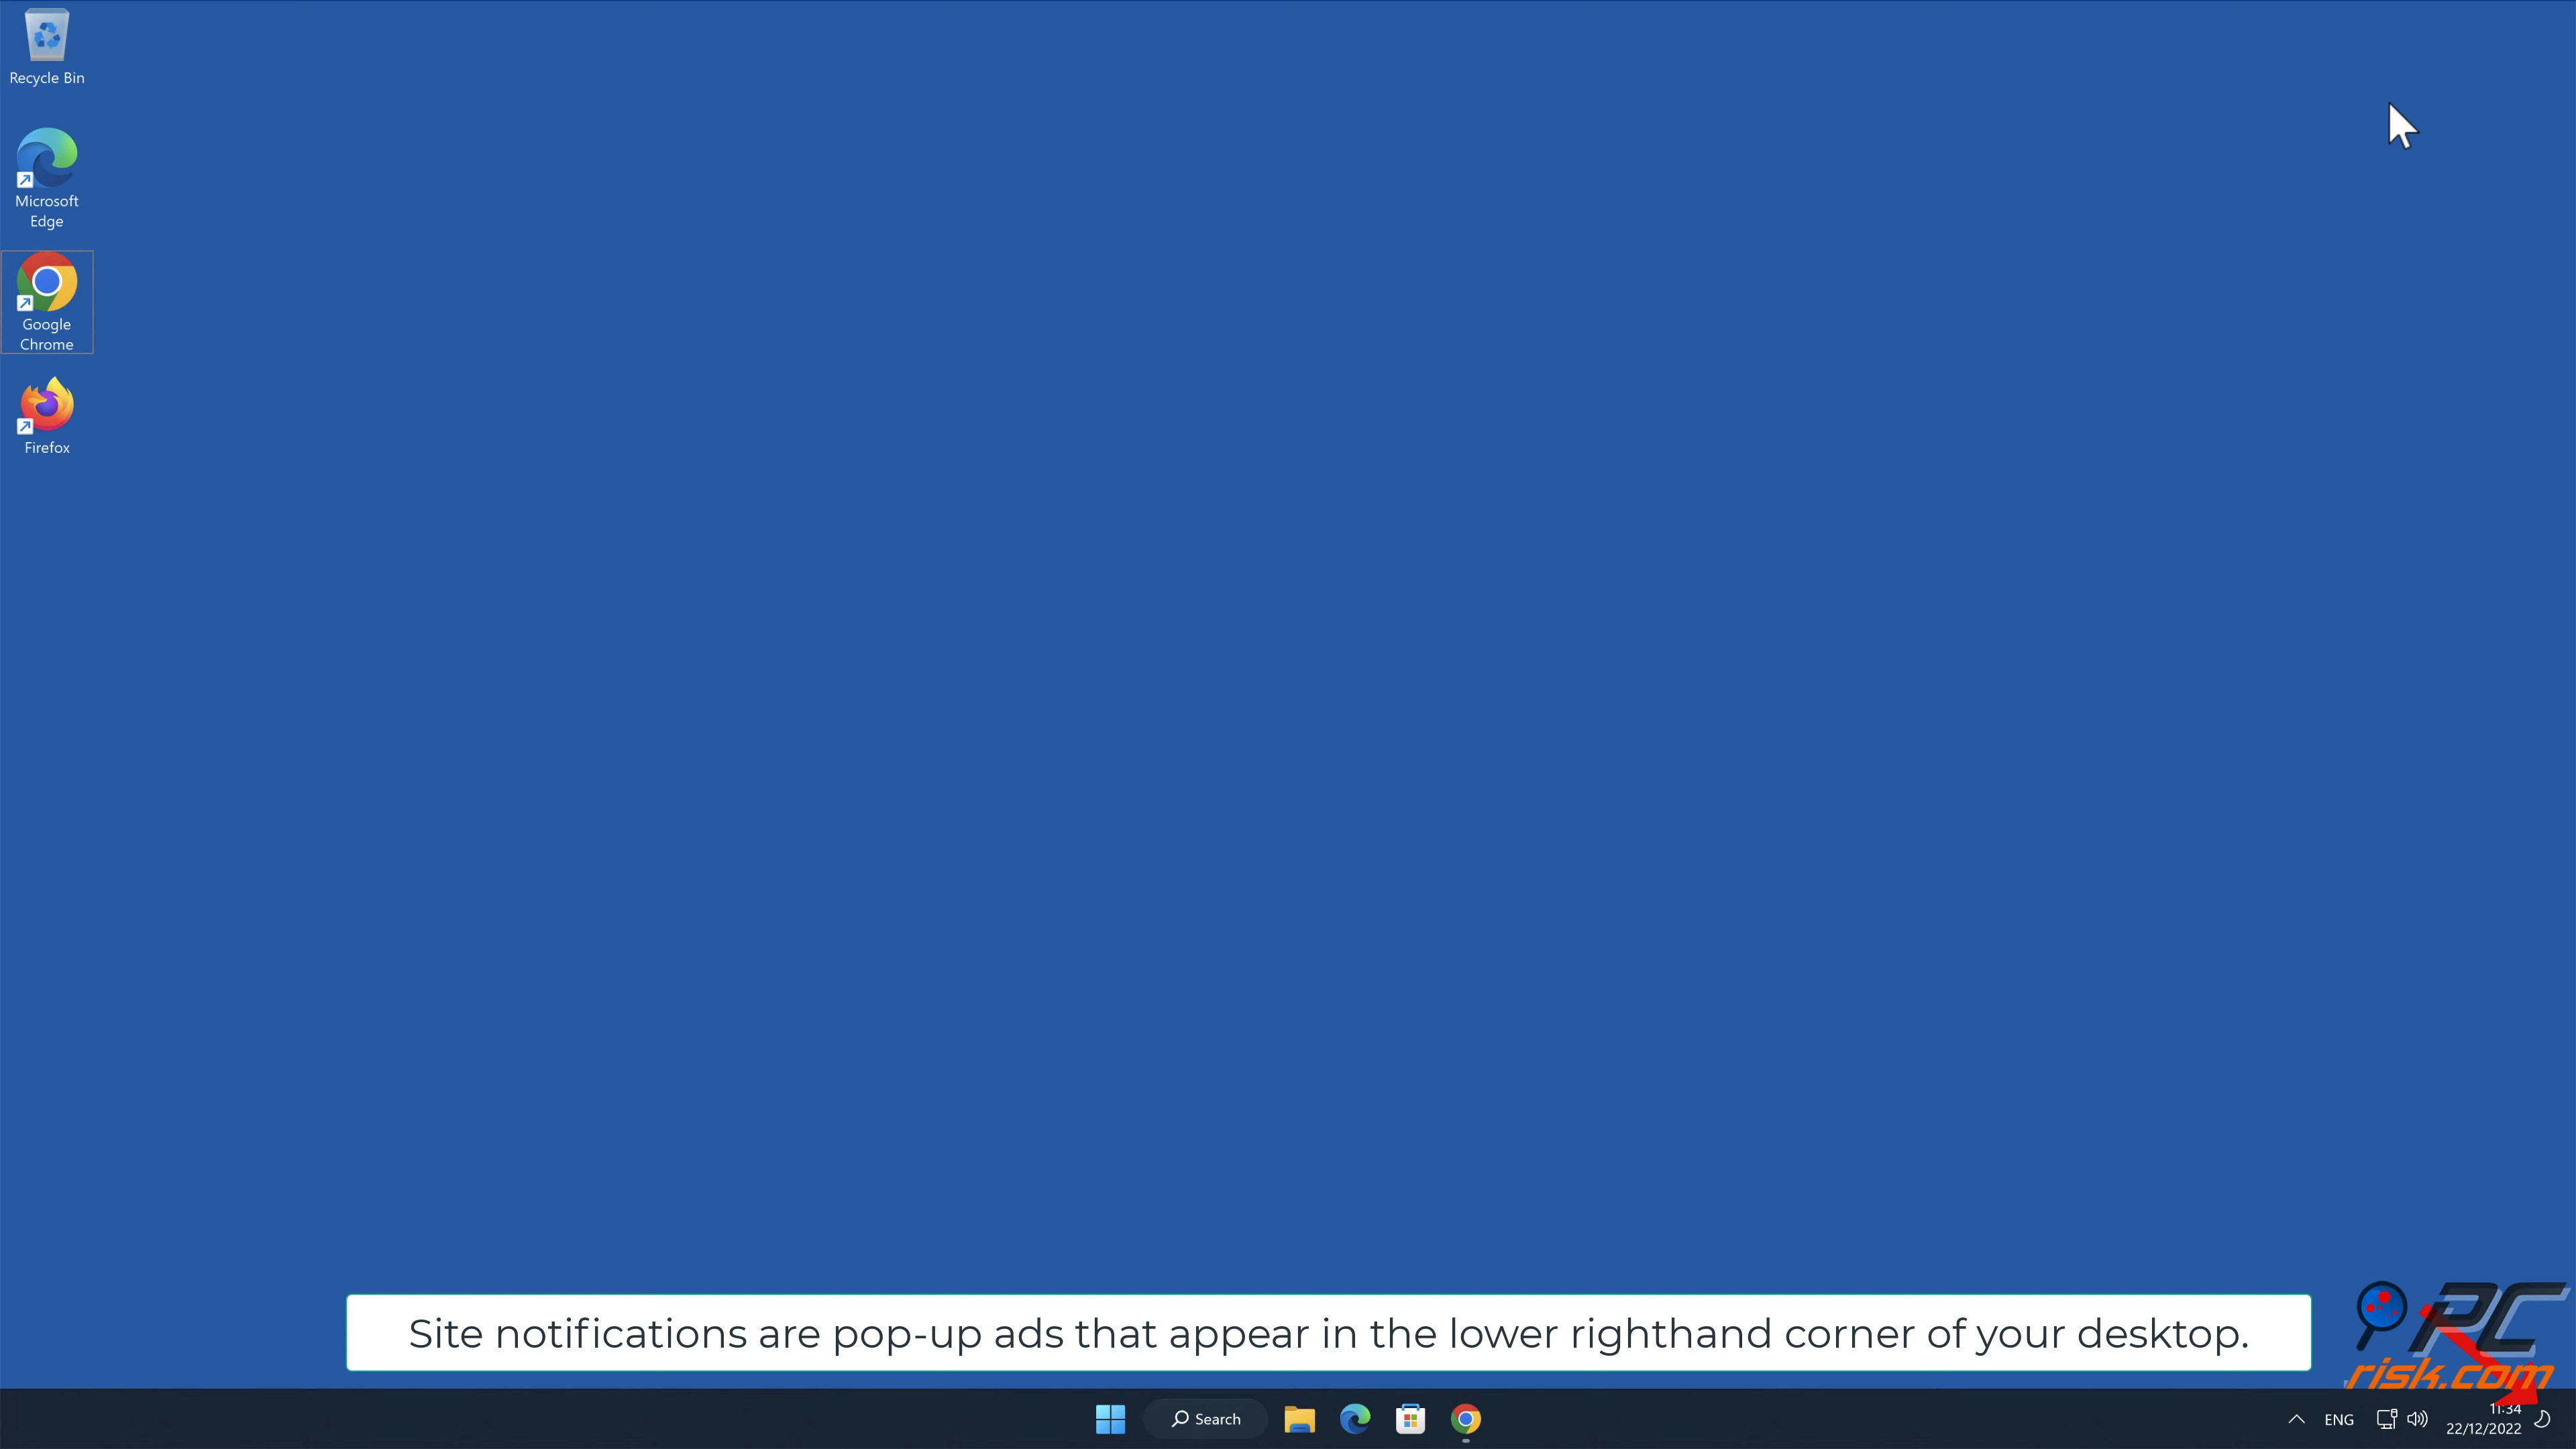 Recycle Bin
Microsoft
Edge
Google
Chrome
Firefox
Site notifications are pop-up ads that appear in the lower righthand corner of your desktop.
PC
risk.com
Search
ENG
11:34
22/12/2022